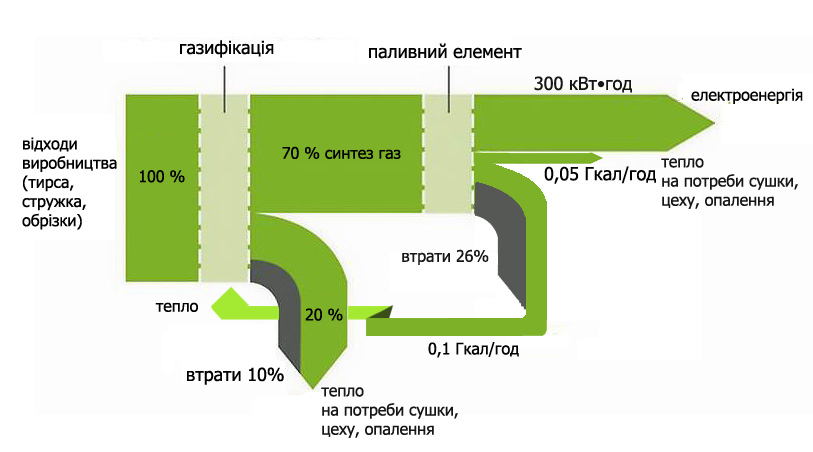 газифікація
паливний елемент
300 кВт•год
електроенергія
відходи
виробництва
(тирса,
стружка,
обрізки)
100 %
70 % синтез газ
0,05 Гкал/год
тепло
на потреби сушки,
цеху, опалення
втрати 26%
тепло
20 %
0,1 Гкал/год
втрати 10%
тепло
на потреби сушки,
цеху, опалення